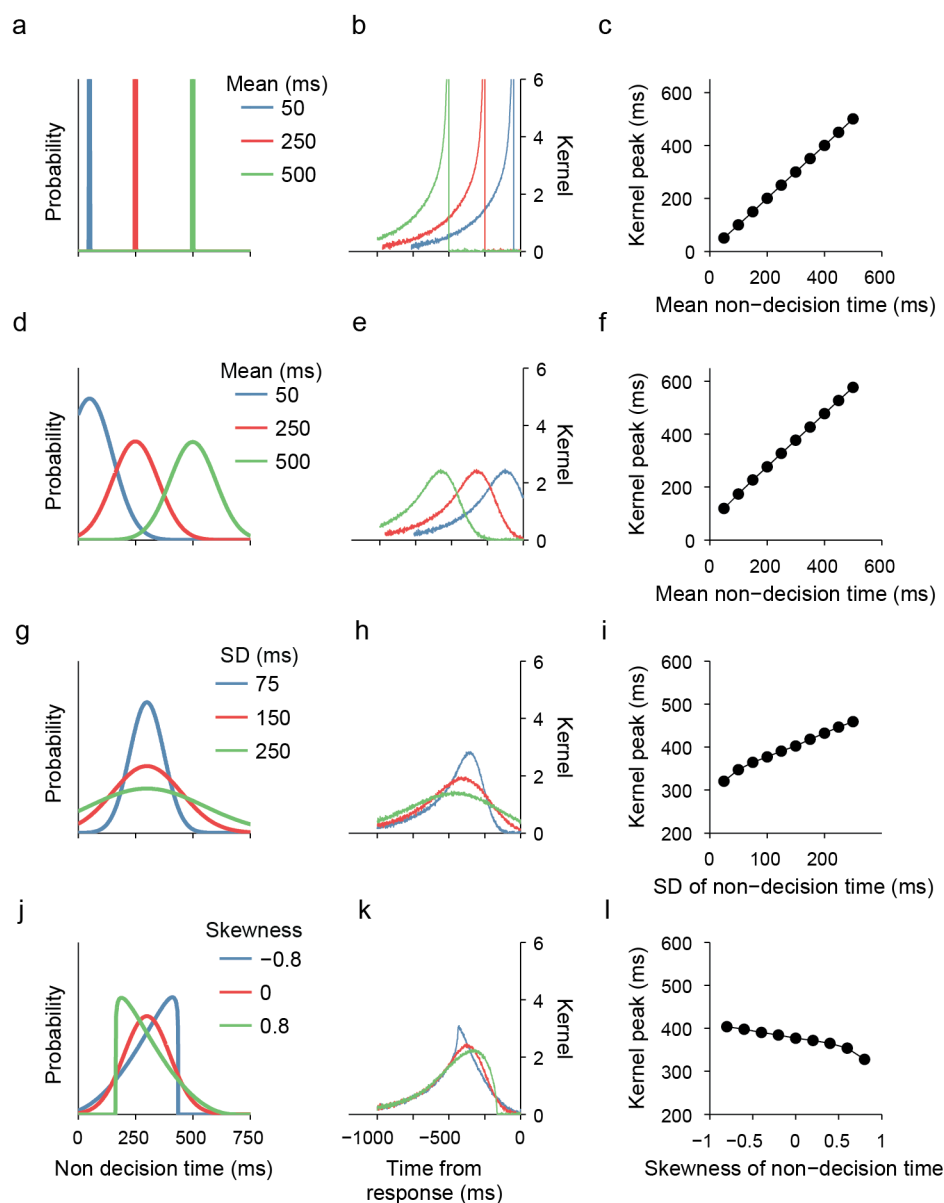 a
b
c
Mean (ms)
50
250
500
Probability
6
4
2
0
Kernel
600
400
200
0
Kernel peak (ms)
0 200 400 600
Mean non−decision time (ms)
d
e
f
Mean (ms)
50
250
500
Probability
6
4
2
0
Kernel
600
400
200
0
Kernel peak (ms)
0 200 400 600
Mean non−decision time (ms)
g
h
i
SD (ms)
75
150
250
Probability
6
4
2
0
Kernel
600
500
400
300
200
Kernel peak (ms)
0 100 200
SD of non−decision time (ms)
j
k
l
Skewness
−0.8
0
0.8
Probability
0 250 500 750
Non decision time (ms)
6
4
2
0
Kernel
−1000 −500 0
Time from
response (ms)
600
500
400
300
200
Kernel peak (ms)
−1 −0.5 0 0.5 1
Skewness of non−decision time